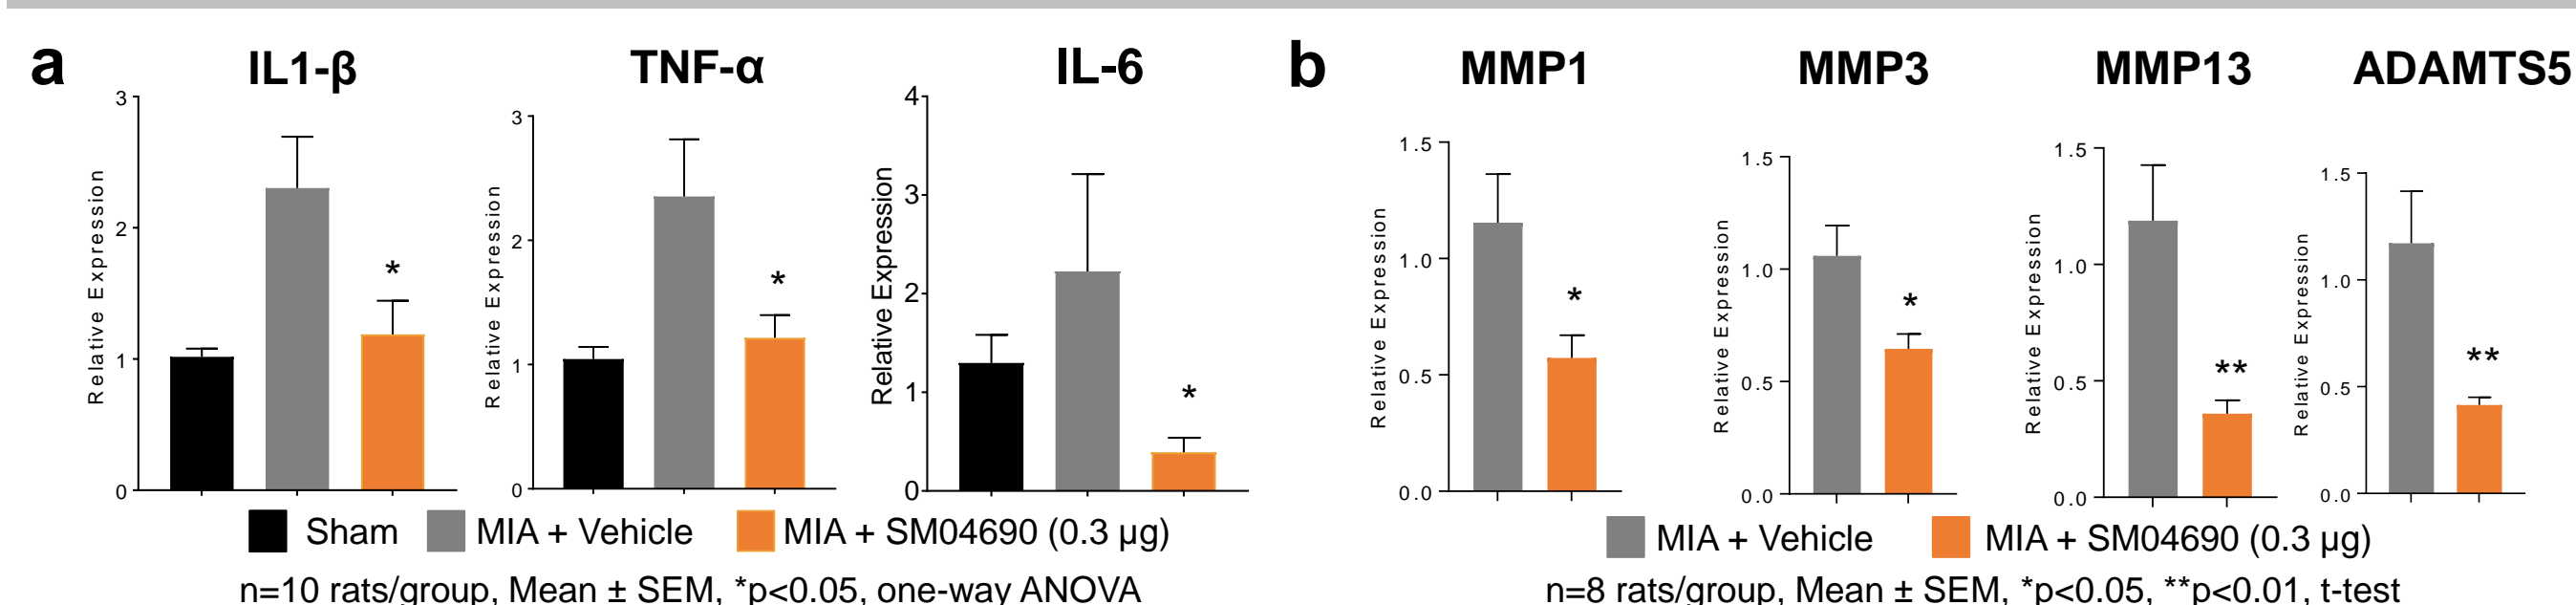 a
IL1-β
TNF-α
IL-6
b
MMP1
MMP3
MMP13
ADAMTS5
Relative Expression
3
2
1
0
*
Relative Expression
3
2
1
0
*
Relative Expression
4
3
2
1
0
*
Relative Expression
1.5
1.0
0.5
0.0
*
Relative Expression
1.5
1.0
0.5
0.0
*
Relative Expression
1.5
1.0
0.5
0.0
**
Relative Expression
1.5
1.0
0.5
0.0
**
Sham MIA + Vehicle MIA + SM04690 (0.3 μg)
n=10 rats/group, Mean ± SEM, *p<0.05, one-way ANOVA
MIA + Vehicle MIA + SM04690 (0.3 μg)
n=8 rats/group, Mean ± SEM, *p<0.05, **p<0.01, t-test